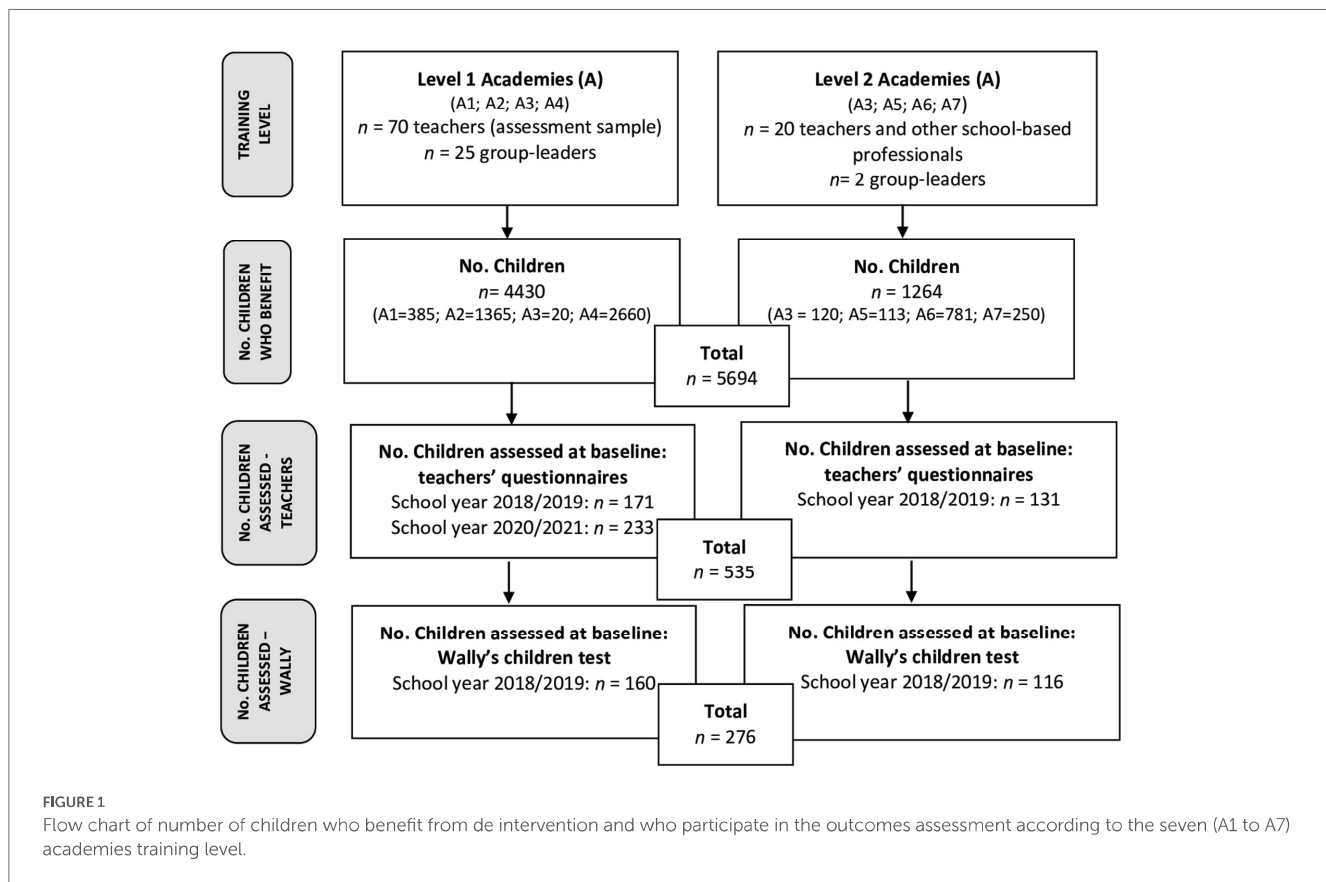 TRAINING
LEVEL
Level 1 Academies (A)
(A1; A2; A3; A4)
n = 70 teachers (assessment sample)
n = 25 group-leaders
Level 2 Academies (A)
(A3; A5; A6; A7)
n = 20 teachers and other school-based
professionals
n= 2 group-leaders
No. CHILDREN
WHO BENEFIT
No. Children
n= 4430
(A1=385; A2=1365; A3=20; A4=2660)
No. Children
n = 1264
(A3 = 120; A5=113; A6=781; A7=250)
Total
n = 5694
No. CHILDREN
ASSESSED -
TEACHERS
No. Children assessed at baseline:
teachers’ questionnaires
School year 2018/2019: n = 171
School year 2020/2021: n = 233
No. Children assessed at baseline:
teachers’ questionnaires
School year 2018/2019: n = 131
Total
n = 535
No. CHILDREN
ASSESSED –
WALLY
No. Children assessed at baseline:
Wally’s children test
School year 2018/2019: n = 160
No. Children assessed at baseline:
Wally’s children test
School year 2018/2019: n = 116
Total
n = 276
FIGURE 1
Flow chart of number of children who benefit from de intervention and who participate in the outcomes assessment according to the seven (A1 to A7)
academies training level.